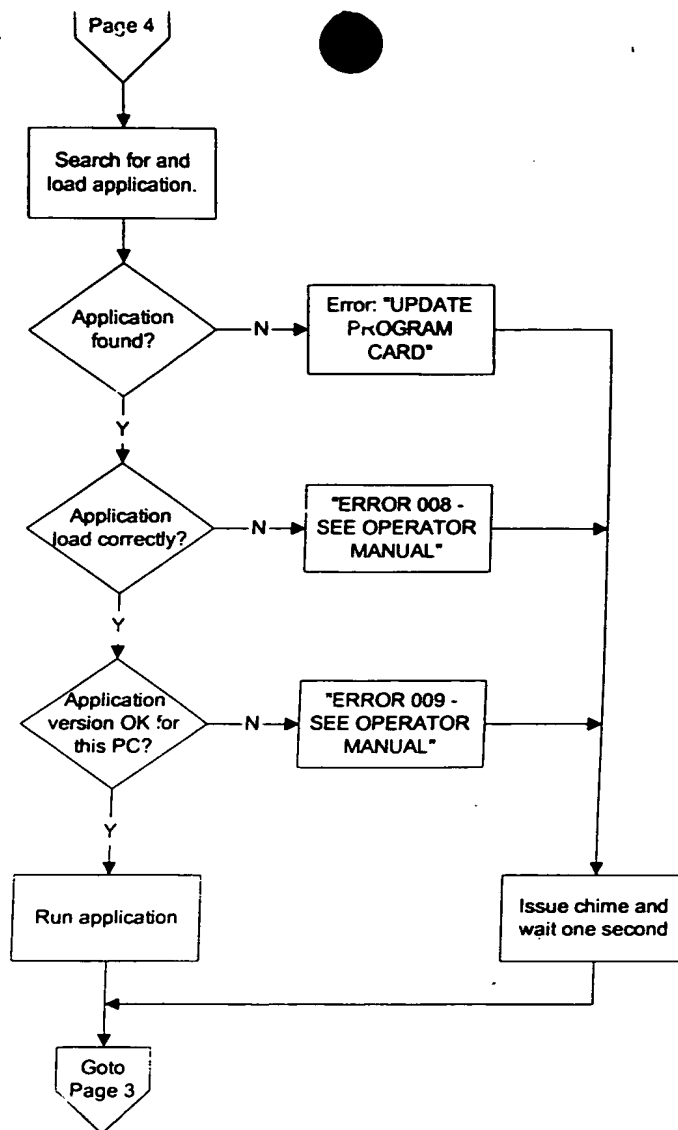 Page 4
Search for and
load application.
Application
found?
N
Error: "UPDATE
PROGRAM
CARD"
Y
Application
load correctly?
N
"ERROR 008 -
SEE OPERATOR
MANUAL"
Y
Application
version OK for
this PC?
N
"ERROR 009 -
SEE OPERATOR
MANUAL"
Y
Run application
Issue chime and
wait one second
Goto
Page 3